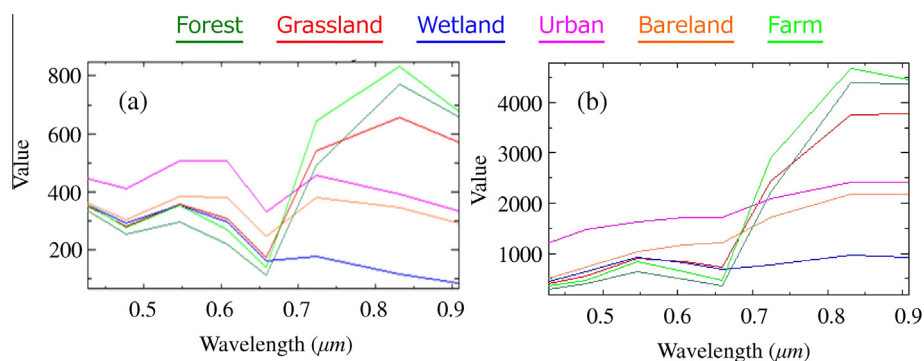 Forest Grassland Wetland Urban Bareland Farm
(a)
Value
800
600
400
200
0.5 0.6 0.7 0.8 0.9
Wavelength (μm)
(b)
Value
4000
3000
2000
1000
0.5 0.6 0.7 0.8 0.9
Wavelength (μm)